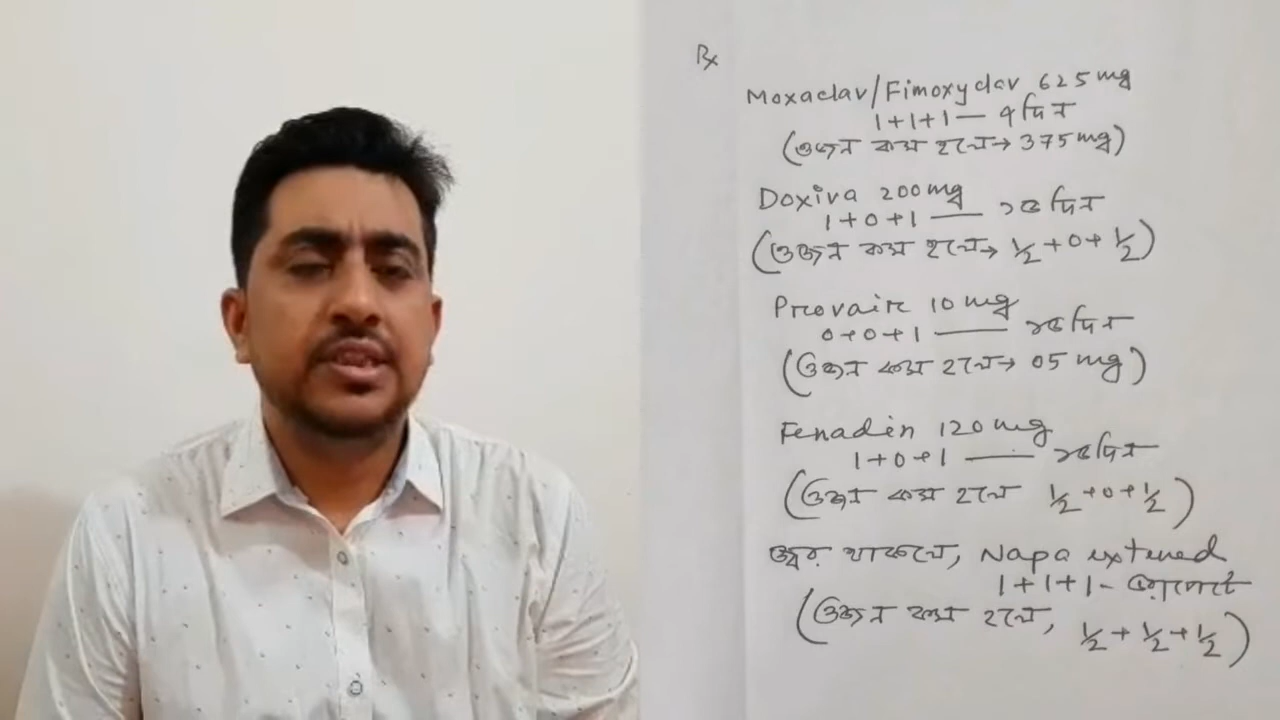 Rx
Moxaclav/Fimoxyclav 625 mg
1+1+1— ৭ দিন
(ওজন কম হলে→ 375 mg)
Doxiva 200 mg
1+0+1 — ১৫ দিন
(ওজন কম হলে→ ½ +0+ ½)
Provair 10 mg
0+0+1 — ১৫ দিন
(ওজন কম হলে→ 05 mg)
Fenadin 120 mg
1+0+1 — ১৫ দিন
(ওজন কম হলে ½ +0+ ½)
জ্বর থাকলে, Napa extened
1+1+1-
(ওজন কম হলে, ½ + ½ + ½)